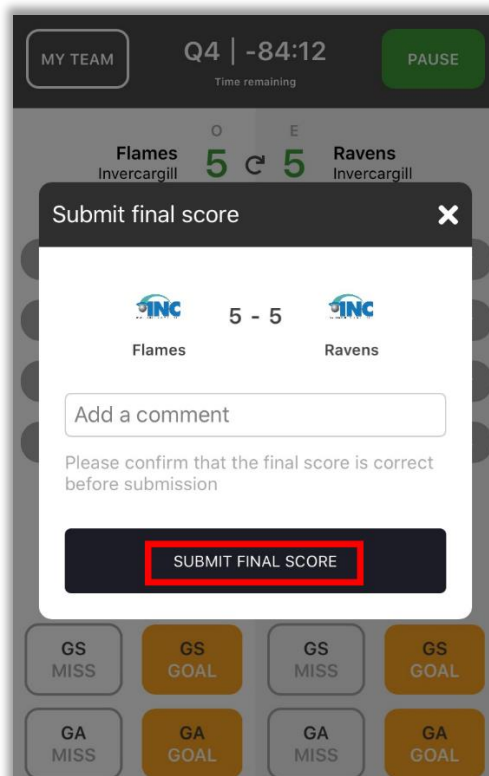 MY TEAM
Q4 | -84:12
PAUSE
Time remaining
O E
Flames 5 5 Ravens
Invercargill Invercargill
Submit final score
INC 5 - 5 INC
Flames Ravens
Add a comment
Please confirm that the final score is correct
before submission
SUBMIT FINAL SCORE
GS GS GS GS
MISS GOAL MISS GOAL
GA GA GA GA
MISS GOAL MISS GOAL